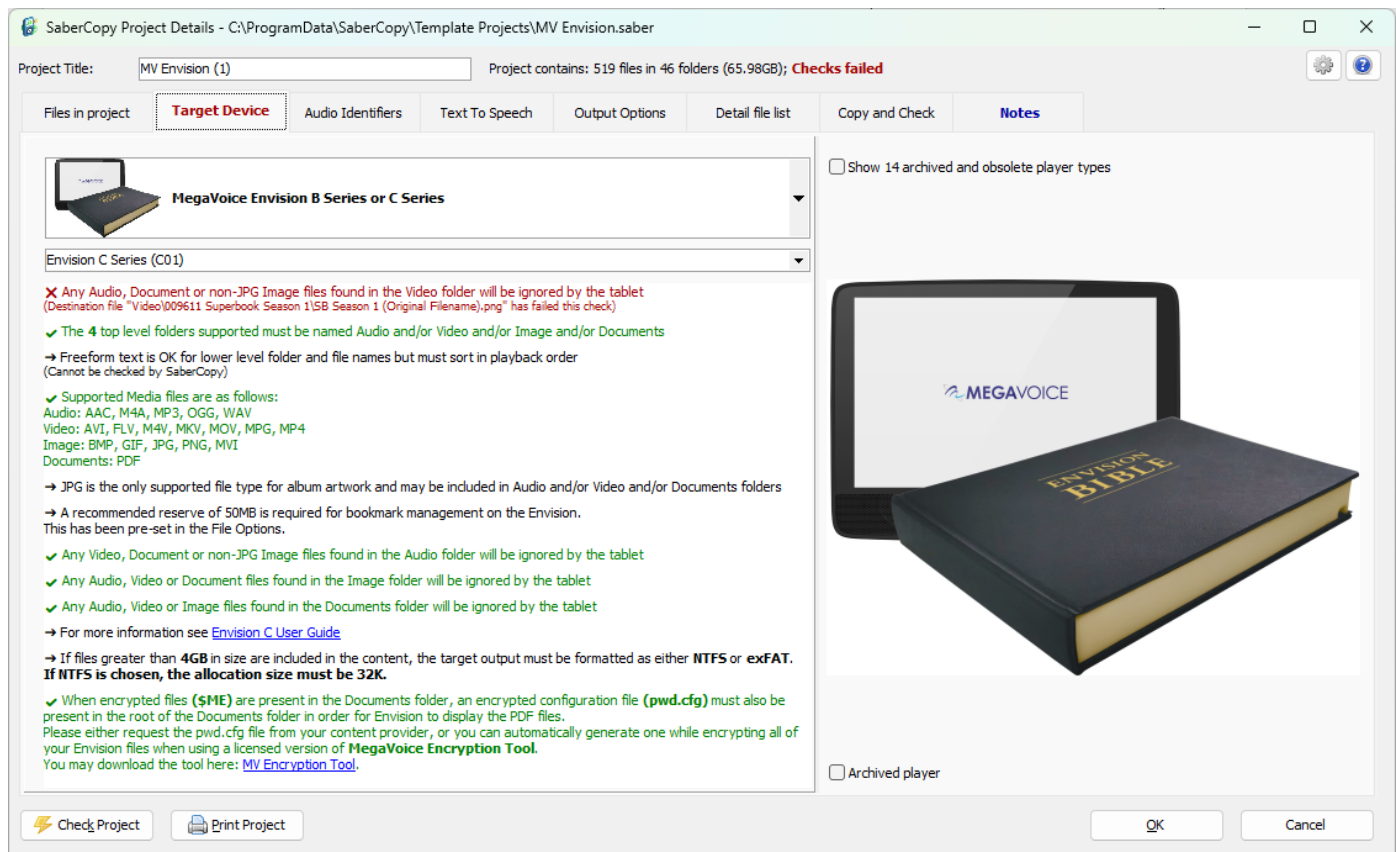 SaberCopy Project Details - C:\ProgramData\SaberCopy\Template Projects\MV Envision.saber
Project Title:
MV Envision (1)
Project contains: 519 files in 46 folders (65.98GB); Checks failed
Files in project
Target Device
Audio Identifiers
Text To Speech
Output Options
Detail file list
Copy and Check
Notes
MegaVoice Envision B Series or C Series
Envision C Series (C01)
✕ Any Audio, Document or non-JPG Image files found in the Video folder will be ignored by the tablet
(Destination file "Video\009611 Superbook Season 1\SB Season 1 (Original Filename).png" has failed this check)
✓ The 4 top level folders supported must be named Audio and/or Video and/or Image and/or Documents
→ Freeform text is OK for lower level folder and file names but must sort in playback order
(Cannot be checked by SaberCopy)
✓ Supported Media files are as follows:
Audio: AAC, M4A, MP3, OGG, WAV
Video: AVI, FLV, M4V, MKV, MOV, MPG, MP4
Image: BMP, GIF, JPG, PNG, MVI
Documents: PDF
→ JPG is the only supported file type for album artwork and may be included in Audio and/or Video and/or Documents folders
→ A recommended reserve of 50MB is required for bookmark management on the Envision.
This has been pre-set in the File Options.
✓ Any Video, Document or non-JPG Image files found in the Audio folder will be ignored by the tablet
✓ Any Audio, Video or Document files found in the Image folder will be ignored by the tablet
✓ Any Audio, Video or Image files found in the Documents folder will be ignored by the tablet
→ For more information see Envision C User Guide
→ If files greater than 4GB in size are included in the content, the target output must be formatted as either NTFS or exFAT.
If NTFS is chosen, the allocation size must be 32K.
✓ When encrypted files ($ME) are present in the Documents folder, an encrypted configuration file (pwd.cfg) must also be
present in the root of the Documents folder in order for Envision to display the PDF files.
Please either request the pwd.cfg file from your content provider, or you can automatically generate one while encrypting all of
your Envision files when using a licensed version of MegaVoice Encryption Tool.
You may download the tool here: MV Encryption Tool.
Show 14 archived and obsolete player types
MEGAVOICE
ENVISION
BIBLE
Archived player
Check Project
Print Project
OK
Cancel